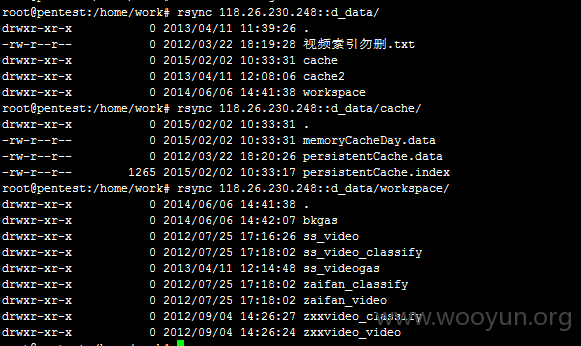 root@pentest:/home/work# rsync 118.26.230.248::d_data/
drwxr-xr-x 0 2013/04/11 11:39:26 .
-rw-r--r-- 0 2012/03/22 18:19:28 视频索引勿删.txt
drwxr-xr-x 0 2015/02/02 10:33:31 cache
drwxr-xr-x 0 2013/04/11 12:08:06 cache2
drwxr-xr-x 0 2014/06/06 14:41:38 workspace
root@pentest:/home/work# rsync 118.26.230.248::d_data/cache/
drwxr-xr-x 0 2015/02/02 10:33:31 .
-rw-r--r-- 0 2015/02/02 10:33:31 memoryCacheDay.data
-rw-r--r-- 0 2012/03/22 18:20:26 persistentCache.data
-rw-r--r-- 1265 2015/02/02 10:33:17 persistentCache.index
root@pentest:/home/work# rsync 118.26.230.248::d_data/workspace/
drwxr-xr-x 0 2014/06/06 14:41:38 .
drwxr-xr-x 0 2014/06/06 14:42:07 bkgas
drwxr-xr-x 0 2012/07/25 17:16:26 ss_video
drwxr-xr-x 0 2012/07/25 17:18:02 ss_video_classify
drwxr-xr-x 0 2013/04/11 12:14:48 ss_videogas
drwxr-xr-x 0 2012/07/25 17:18:02 zaifan_classify
drwxr-xr-x 0 2012/07/25 17:18:02 zaifan_video
drwxr-xr-x 0 2012/09/04 14:26:27 zxxvideo_classify
drwxr-xr-x 0 2012/09/04 14:26:24 zxxvideo_video
www.wooyun.org